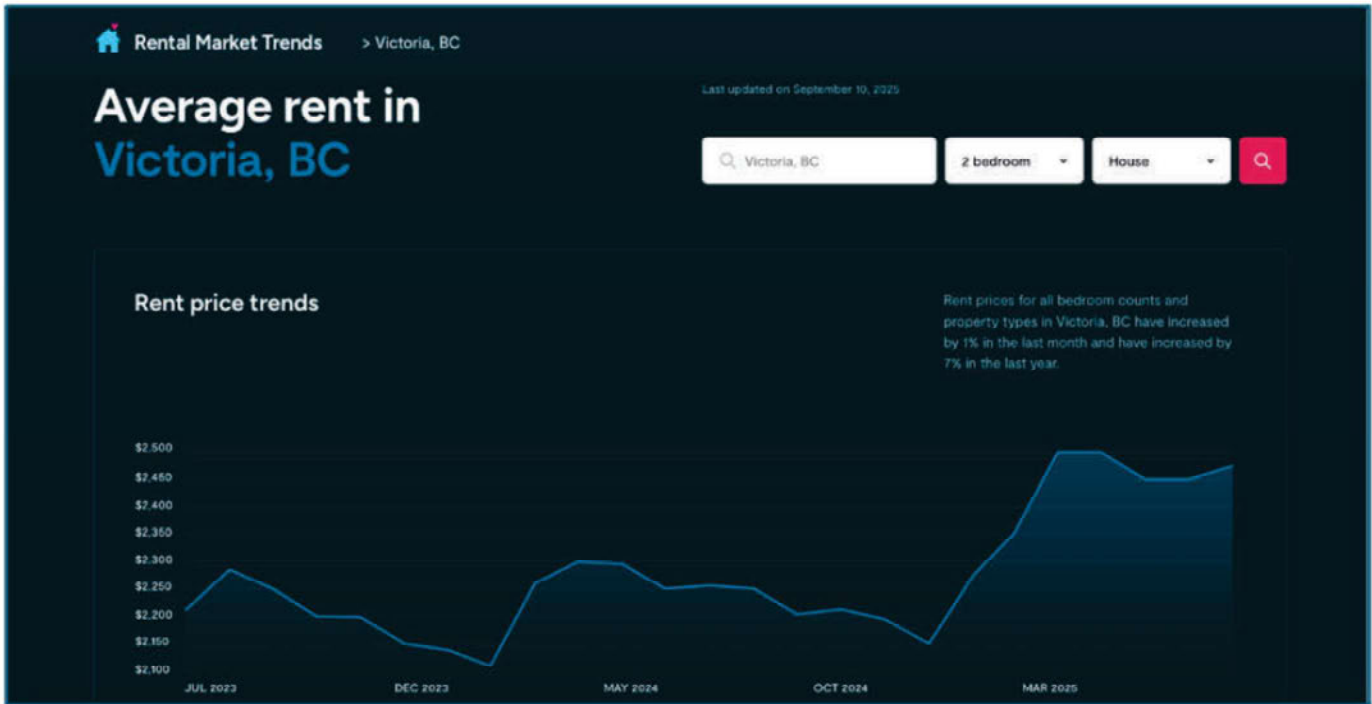 Rental Market Trends > Victoria, BC
Average rent in
Victoria, BC
Last updated on September 10, 2025
Victoria, BC
2 bedroom
House
Rent price trends
Rent prices for all bedroom counts and
property types in Victoria, BC have increased
by 1% in the last month and have increased by
7% in the last year.
$2,500
$2,450
$2,400
$2,350
$2,300
$2,250
$2,200
$2,150
$2,100
JUL 2023 DEC 2023 MAY 2024 OCT 2024 MAR 2025